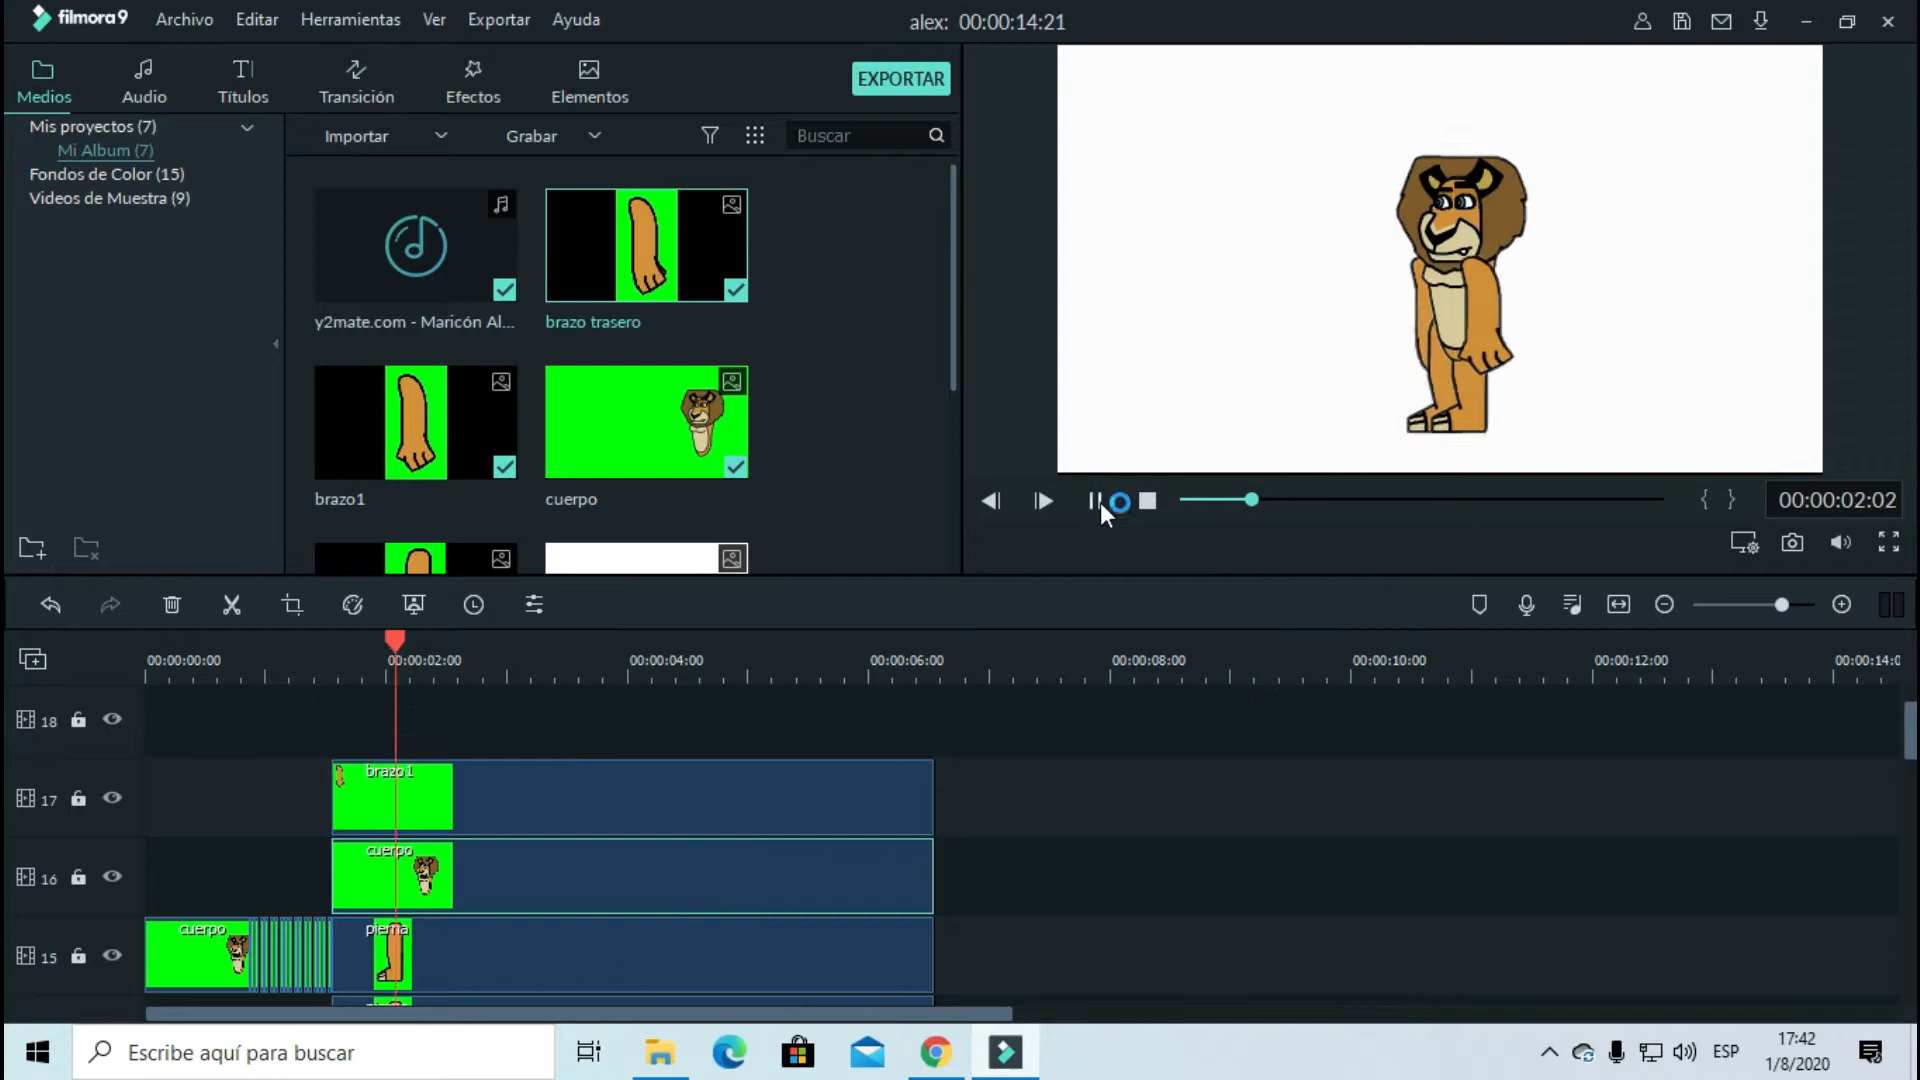 filmora9
Archivo
Editar
Herramientas
Ver
Exportar
Ayuda
alex: 00:00:14:21
Medios
Audio
Títulos
Transición
Efectos
Elementos
EXPORTAR
Mis proyectos (7)
Mi Album (7)
Fondos de Color (15)
Videos de Muestra (9)
Importar
Grabar
Buscar
y2mate.com - Maricón Al...
brazo trasero
brazo1
cuerpo
00:00:02:02
00:00:00:00
00:00:02:00
00:00:04:00
00:00:06:00
00:00:08:00
00:00:10:00
00:00:12:00
00:00:14:0
18
17
brazo1
16
cuerpo
15
cuerpo
pierna
Escribe aquí para buscar
ESP
17:42
1/8/2020